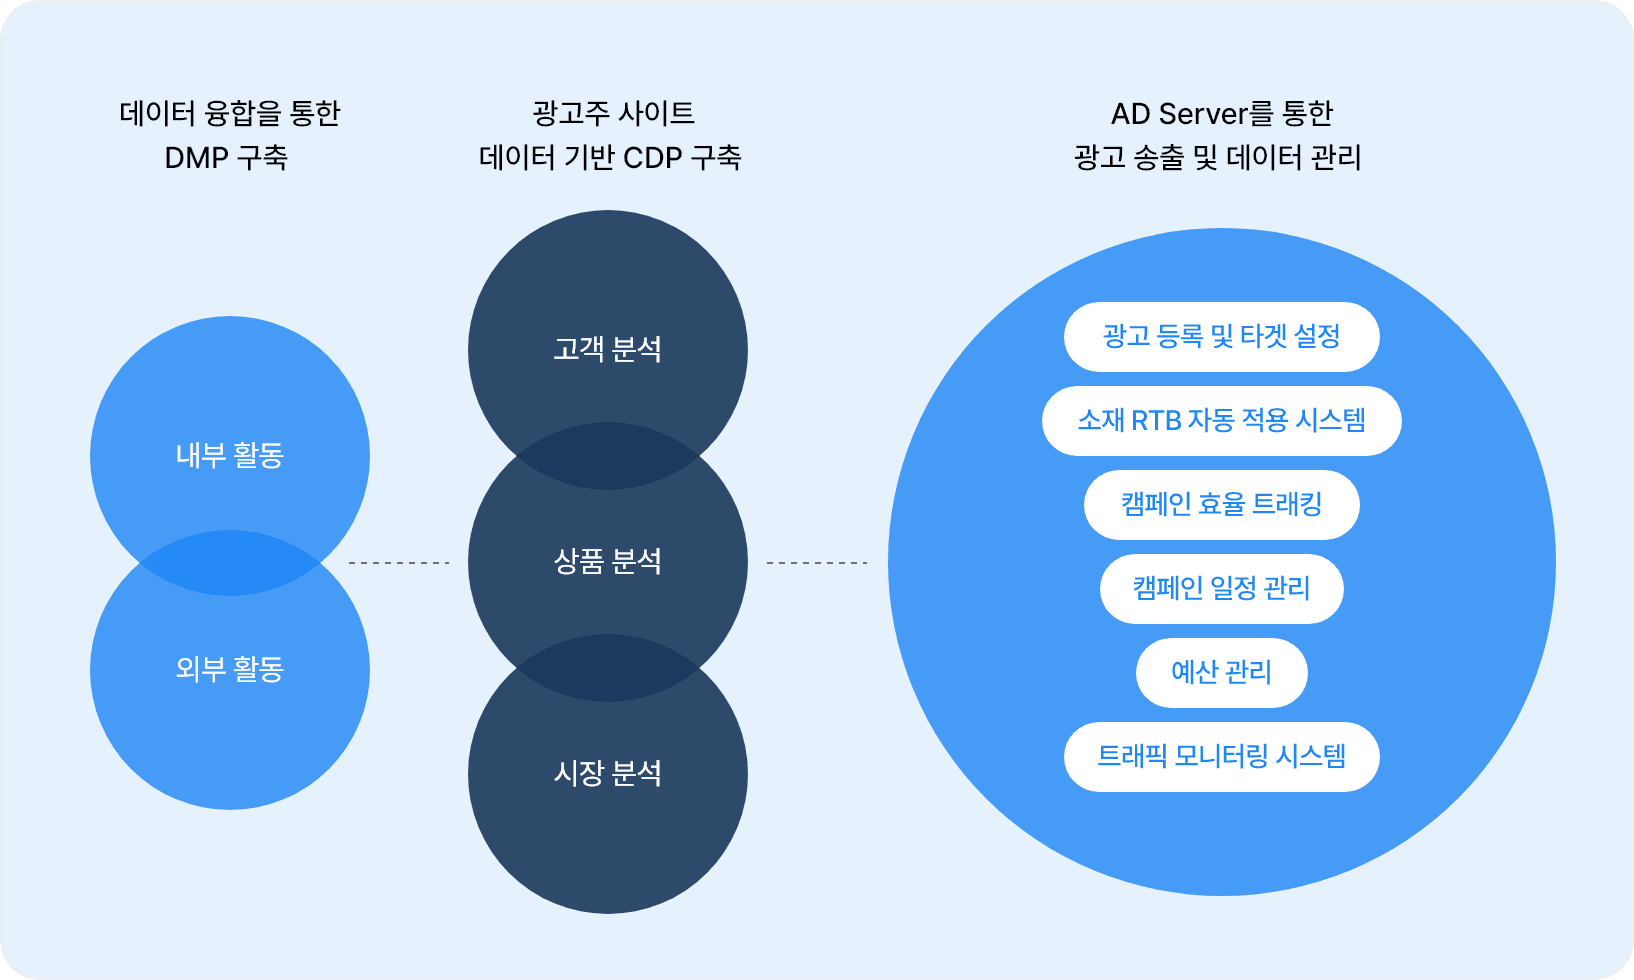 데이터 융합을 통한
DMP 구축
내부 활동
외부 활동
광고주 사이트
데이터 기반 CDP 구축
고객 분석
상품 분석
시장 분석
AD Server를 통한
광고 송출 및 데이터 관리
광고 등록 및 타겟 설정
소재 RTB 자동 적용 시스템
캠페인 효율 트래킹
캠페인 일정 관리
예산 관리
트래픽 모니터링 시스템